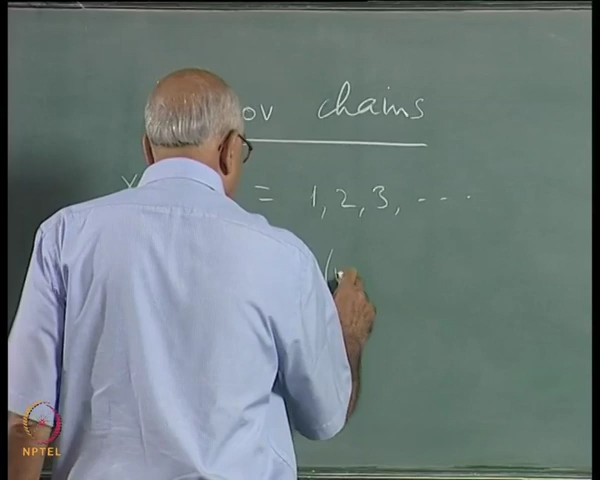 ov chains
= 1, 2, 3, ---
(
NPTEL